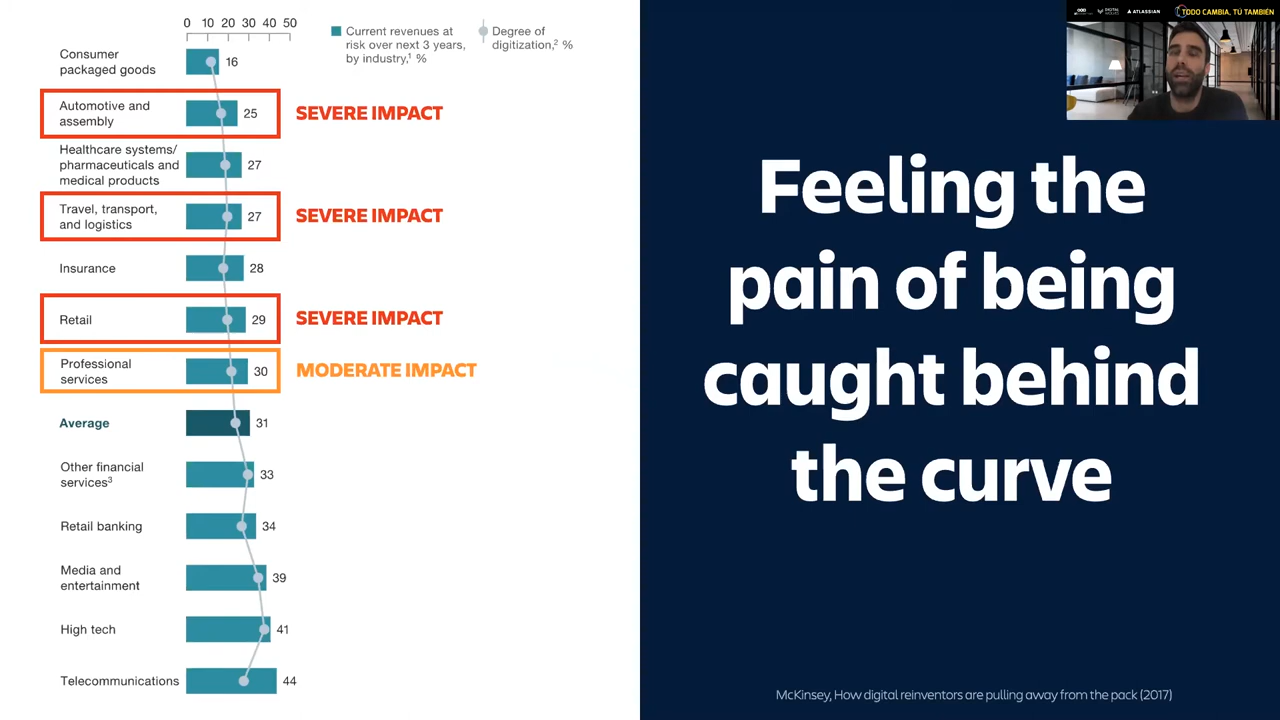 0 10 20 30 40 50
Current revenues at
risk over next 3 years,
by industry,¹ %
Degree of
digitization,² %
Consumer
packaged goods
16
Automotive and
assembly
25
SEVERE IMPACT
Healthcare systems/
pharmaceuticals and
medical products
27
Travel, transport,
and logistics
27
SEVERE IMPACT
Insurance
28
Retail
29
SEVERE IMPACT
Professional
services
30
MODERATE IMPACT
Average
31
Other financial
services³
33
Retail banking
34
Media and
entertainment
39
High tech
41
Telecommunications
44
ATLASSIAN
TODO CAMBIA, TÚ TAMBIÉN
Feeling the
pain of being
caught behind
the curve
McKinsey, How digital reinventors are pulling away from the pack (2017)